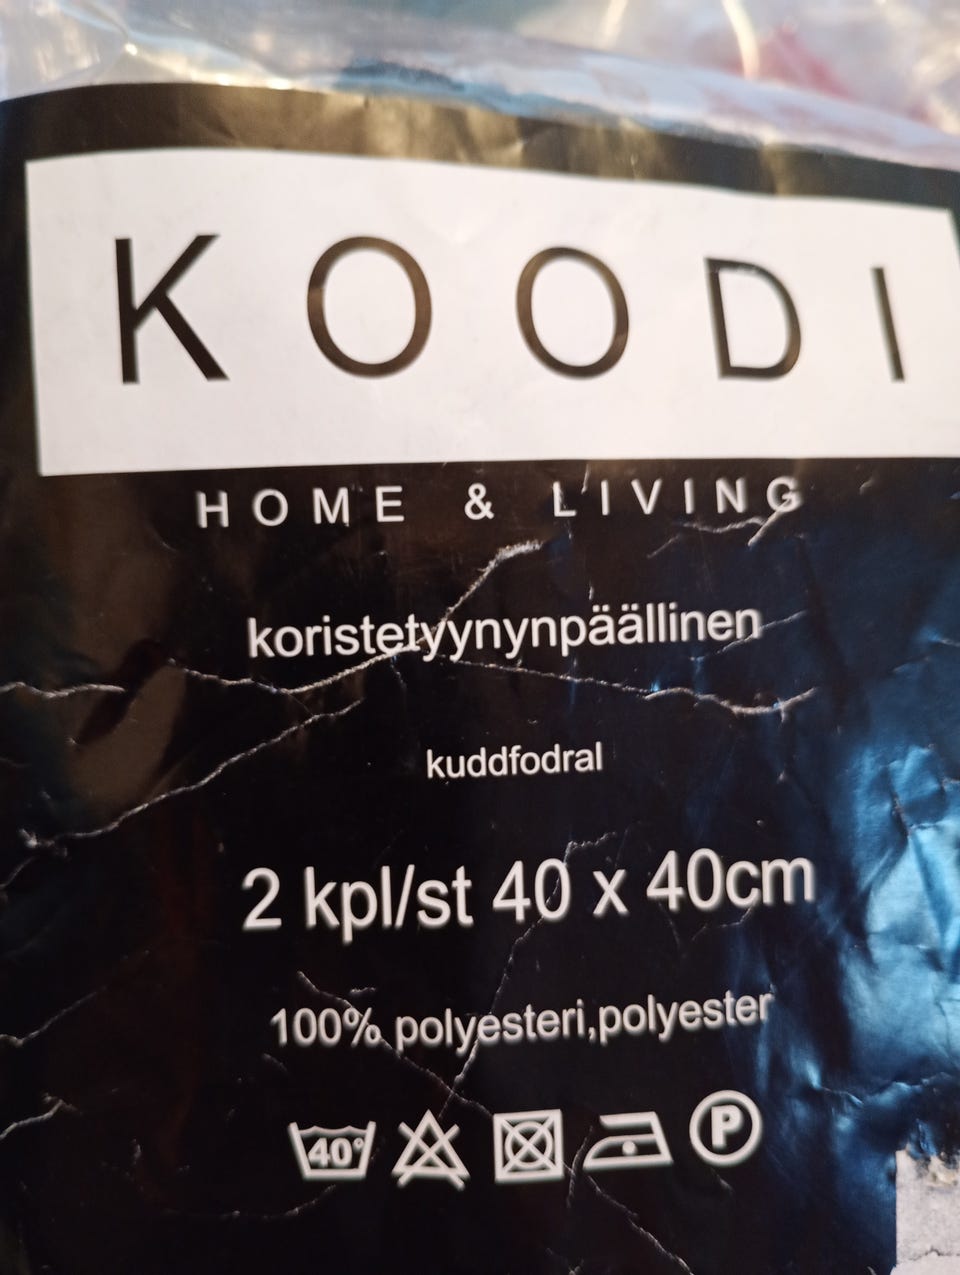 KOODI
HOME & LIVING
koristetyynynpäällinen
kuddfodral
2 kpl/st 40 x 40cm
100% polyesteri,polyester
40° P